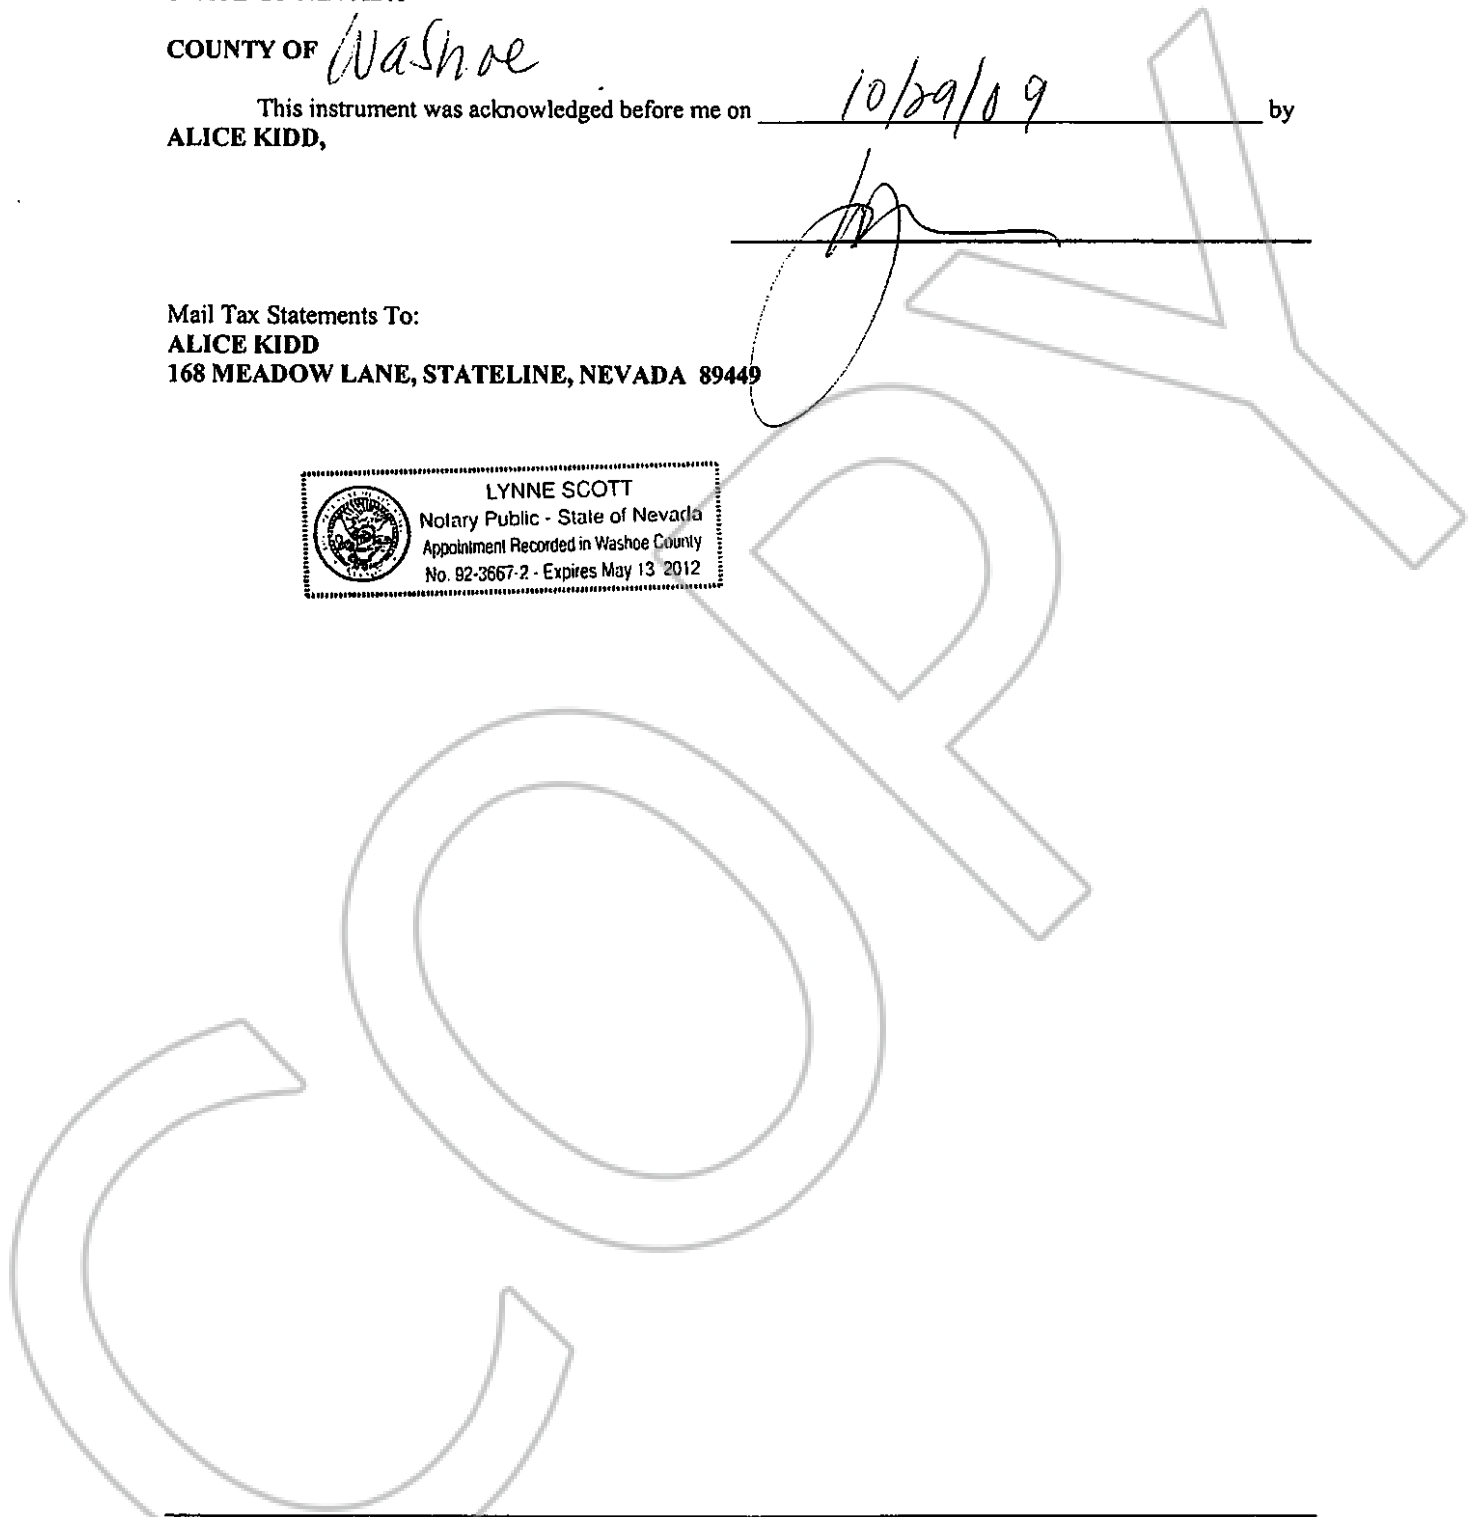 COUNTY OF Washoe
This instrument was acknowledged before me on 10/29/09 by
ALICE KIDD,
Mail Tax Statements To:
ALICE KIDD
168 MEADOW LANE, STATELINE, NEVADA 89449
LYNNE SCOTT
Notary Public - State of Nevada
Appointment Recorded in Washoe County
No. 92-3667-2 - Expires May 13 2012
COPY